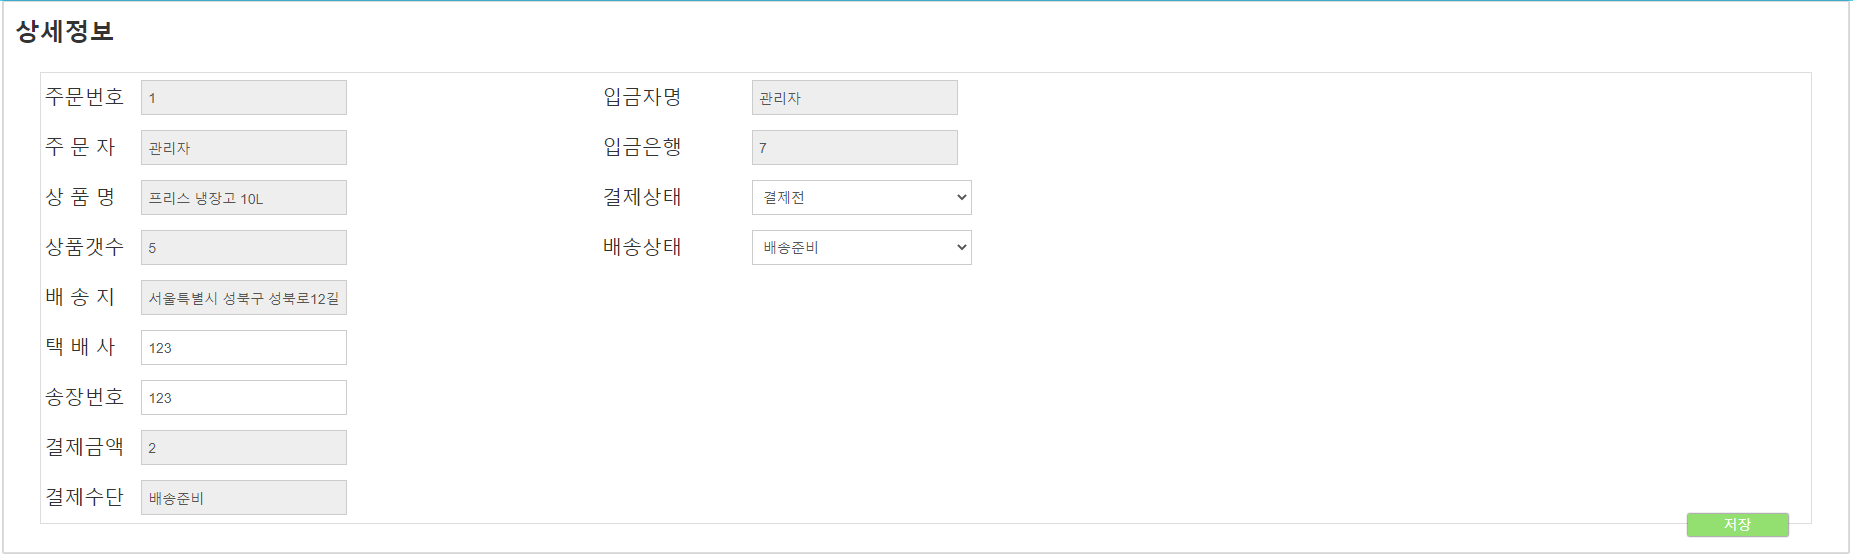 상세정보
주문번호 1 입금자명 관리자
주 문 자 관리자 입금은행 7
상 품 명 프리스 냉장고 10L 결제상태 결제전
상품갯수 5 배송상태 배송준비
배 송 지 서울특별시 성북구 성북로12길
택 배 사 123
송장번호 123
결제금액 2
결제수단 배송준비
저장